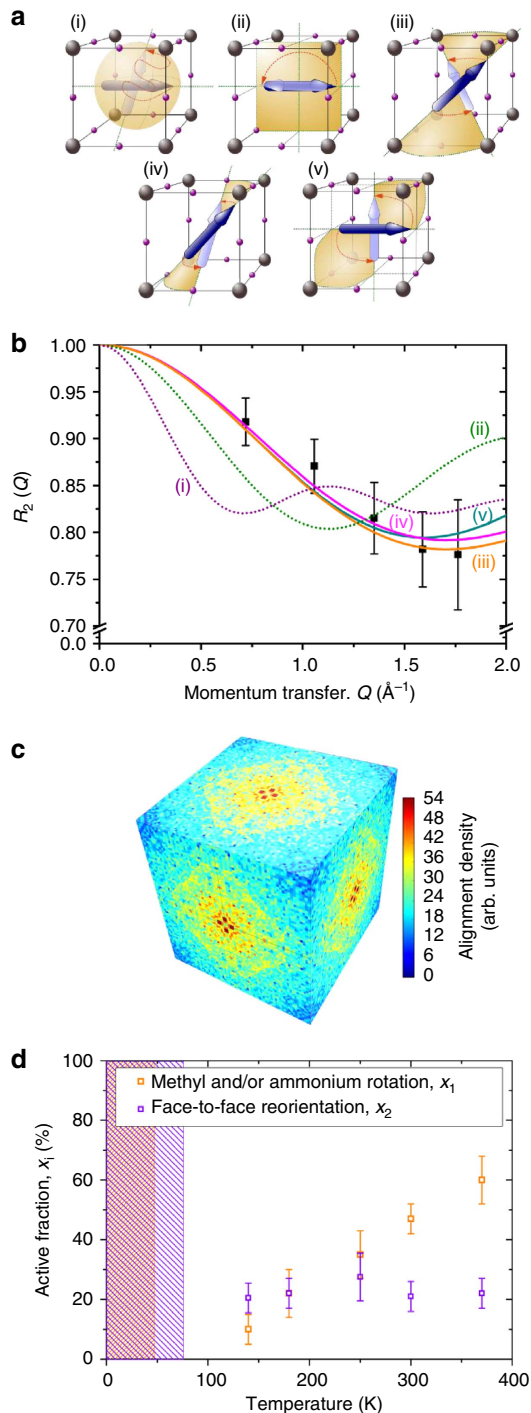 a
(i)
(ii)
(iii)
(iv)
(v)
b
1.00
0.95
0.90
0.85
0.80
0.75
0.70
0.0
R2 (Q)
(i)
(ii)
(iv)
(v)
(iii)
0.0 0.5 1.0 1.5 2.0
Momentum transfer. Q (Å−1)
c
54
48
42
36
30
24
18
12
6
0
Alignment density
(arb. units)
d
100
80
60
40
20
0
Active fraction, xi (%)
Methyl and/or ammonium rotation, x1
Face-to-face reorientation, x2
0 100 200 300 400
Temperature (K)